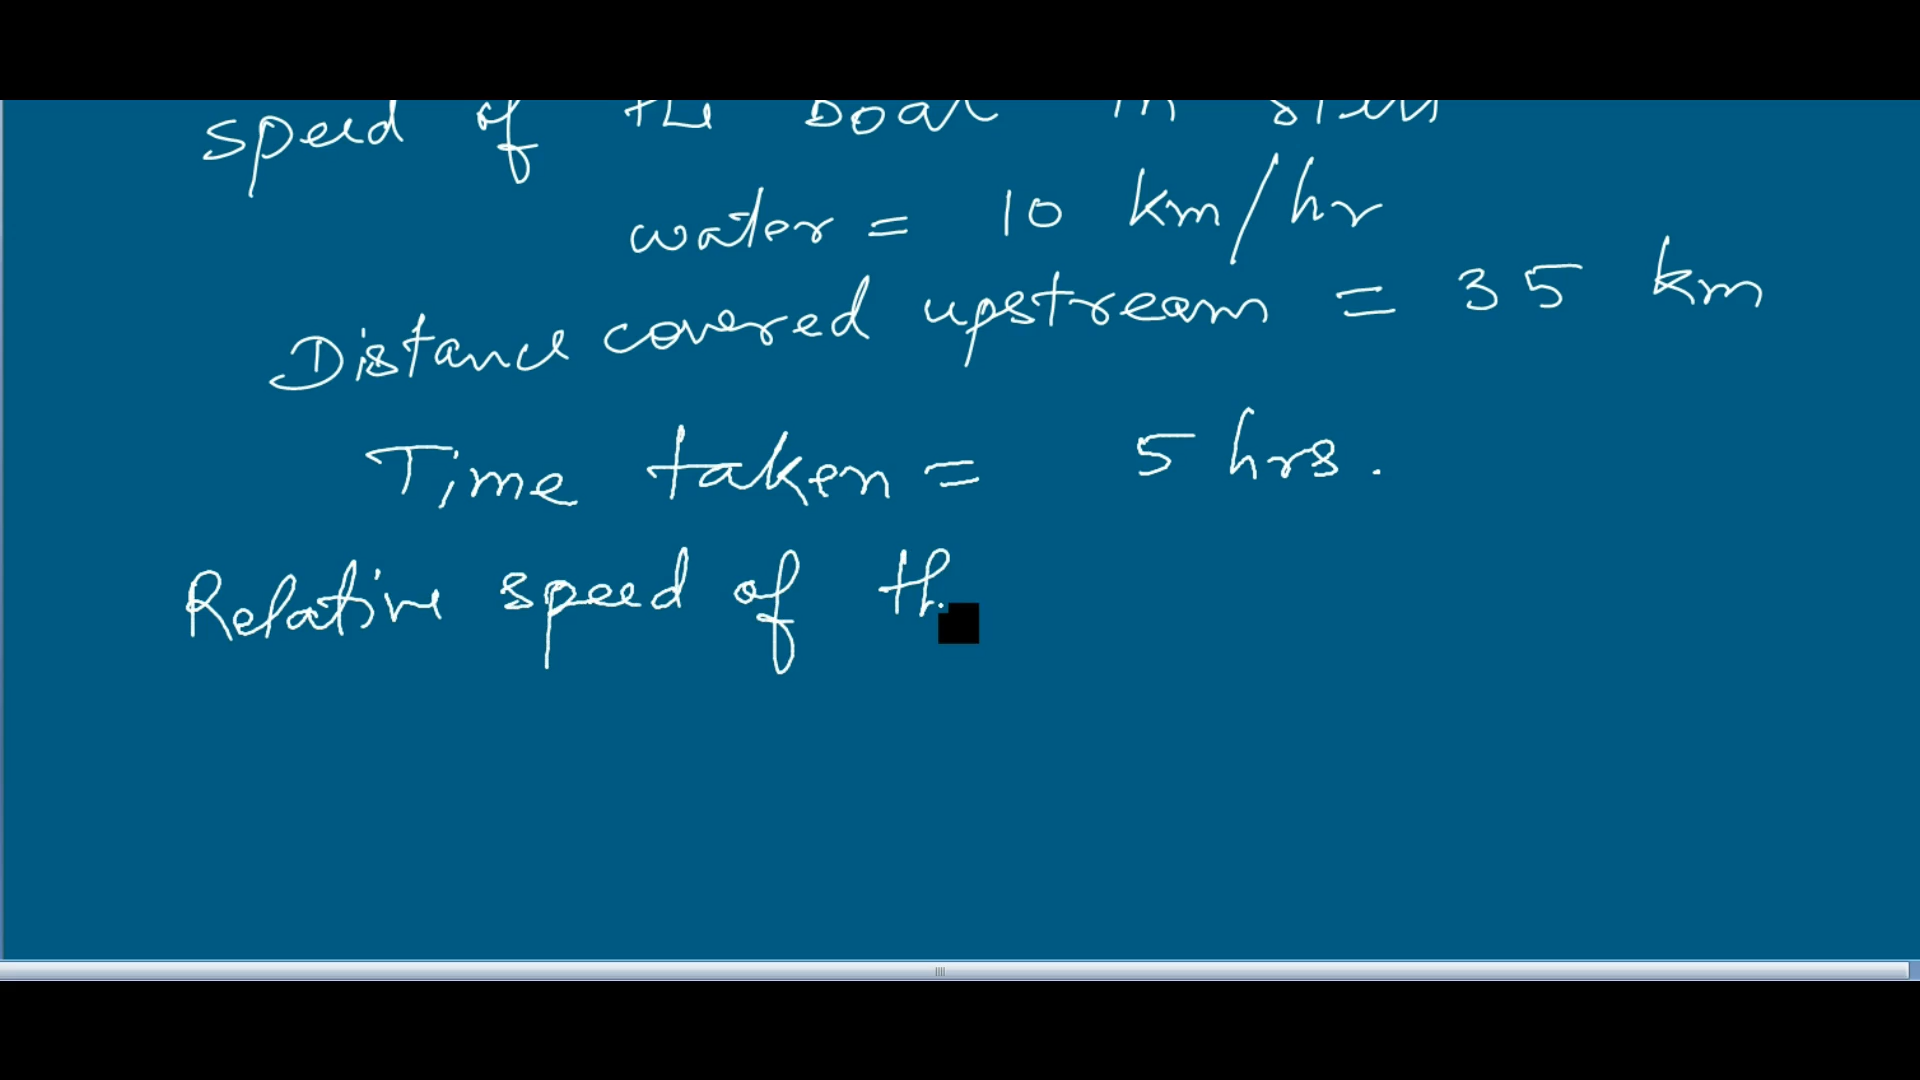 speed of the boat in still
water = 10 km/hr
Distance covered upstream = 35 km
Time taken = 5 hrs.
Relative speed of th